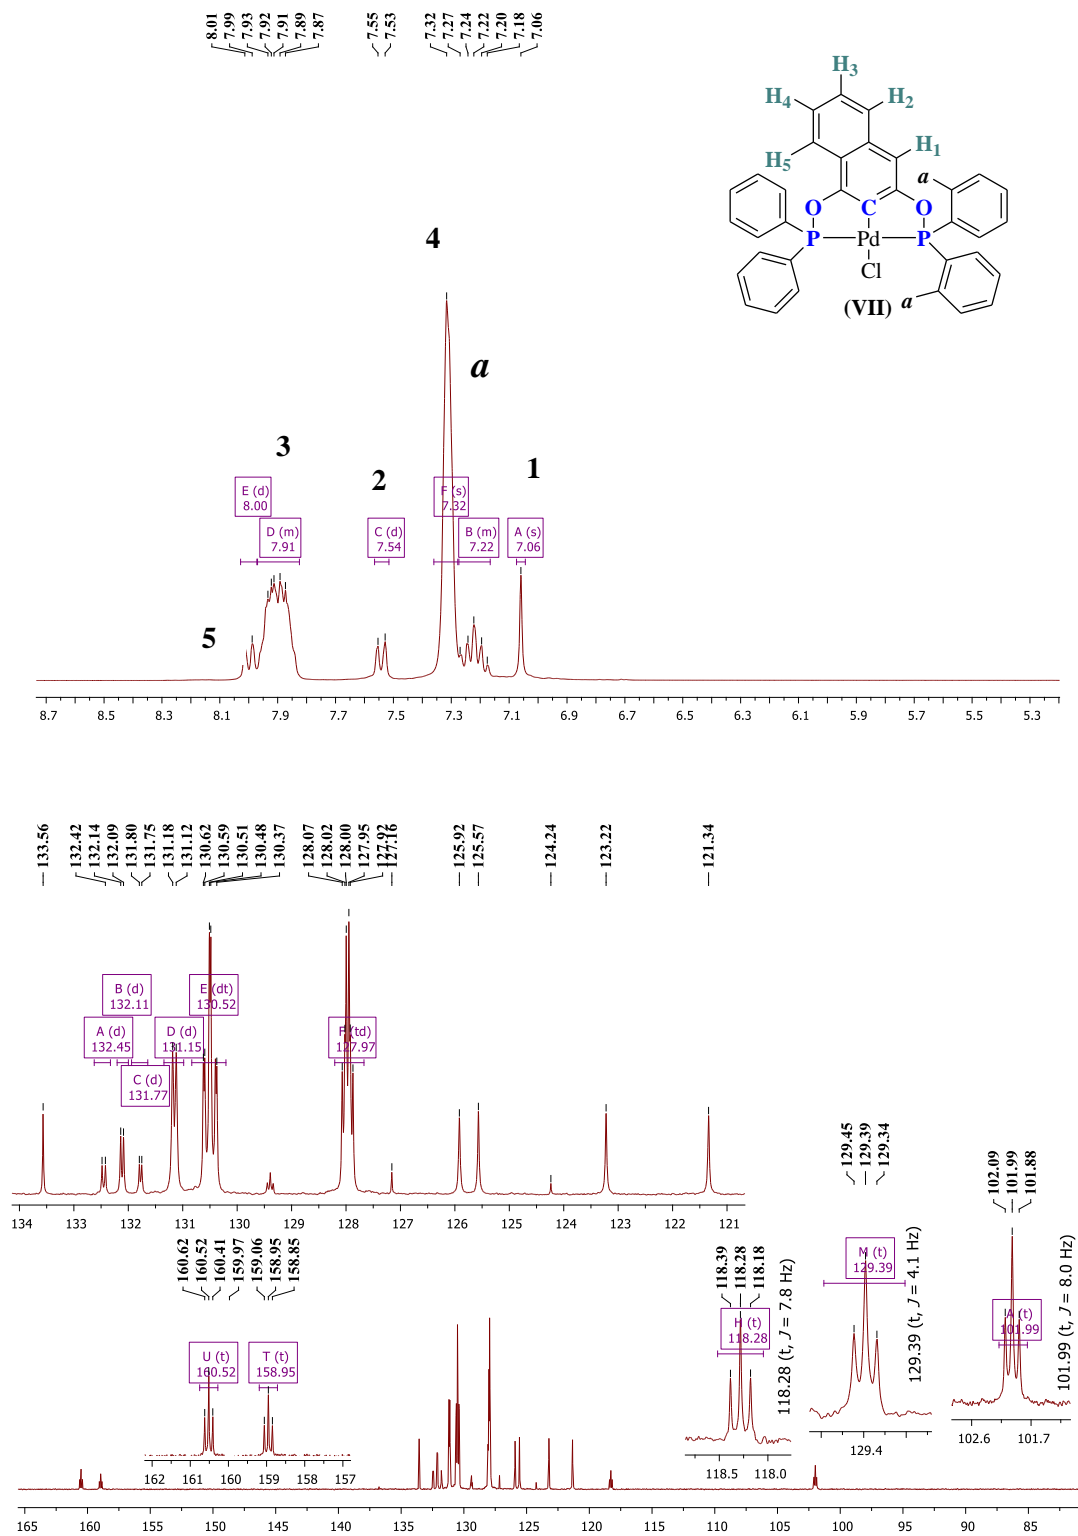 8.01 7.99 7.93 7.92 7.91 7.89 7.87 7.55 7.53 7.32 7.27 7.24 7.22 7.20 7.18 7.06
H3
H4 H2
H5 H1
a
O C O
P Pd P
Cl
(VII) a
4
a
3
2 1
E (d)
8.00
F (s)
7.32
D (m)
7.91
C (d)
7.54
B (m)
7.22
A (s)
7.06
5
8.7 8.5 8.3 8.1 7.9 7.7 7.5 7.3 7.1 6.9 6.7 6.5 6.3 6.1 5.9 5.7 5.5 5.3
133.56 132.42 132.14 132.09 131.80 131.75 131.18 131.12 130.62 130.59 130.51 130.48 130.37 128.07 128.02 128.00 127.95 127.92 127.16 125.92 125.57 124.24 123.22 121.34
B (d)
132.11
E (dt)
130.52
A (d)
132.45
D (d)
131.15
F (td)
127.97
C (d)
131.77
134 133 132 131 130 129 128 127 126 125 124 123 122 121
160.62 160.52 160.41 159.97 159.06 158.95 158.85
U (t)
160.52
T (t)
158.95
162 161 160 159 158 157
118.39 118.28 118.18
H (t)
118.28
118.28 (t, J = 7.8 Hz)
118.5 118.0
129.45 129.39 129.34
M (t)
129.39
129.39 (t, J = 4.1 Hz)
129.4
102.09 101.99 101.88
A (t)
101.99
101.99 (t, J = 8.0 Hz)
102.6 101.7
165 160 155 150 145 140 135 130 125 120 115 110 105 100 95 90 85